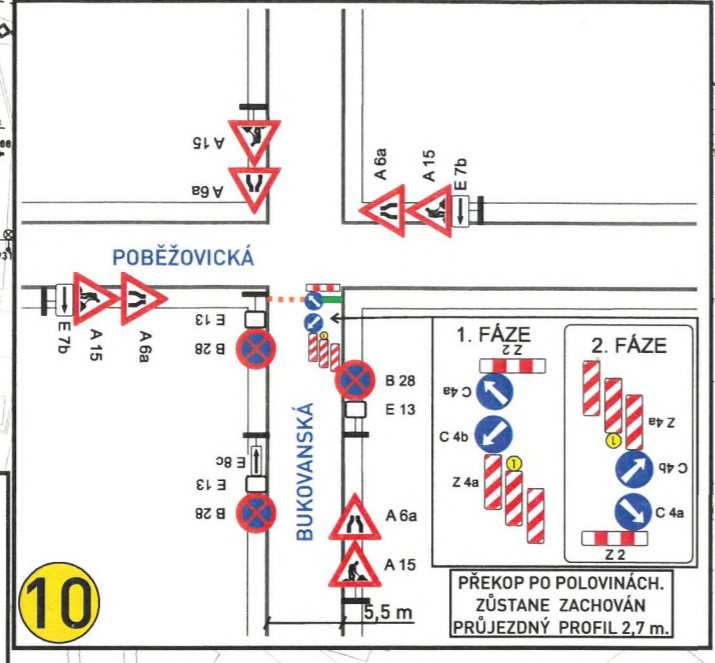 A 15
A 6a
A 6a
A 15
E 7b
POBĚŽOVICKÁ
E 7b
A 15
A 6a
E 13
B 28
B 28
E 13
E 8c
E 13
B 28
BUKOVANSKÁ
A 6a
A 15
5,5 m
1. FÁZE
Z 2
C 4a
C 4b
1
Z 4a
2. FÁZE
Z 4a
1
C 4b
C 4a
Z 2
10
PŘEKOP PO POLOVINÁCH.
ZŮSTANE ZACHOVÁN
PRŮJEZDNÝ PROFIL 2,7 m.